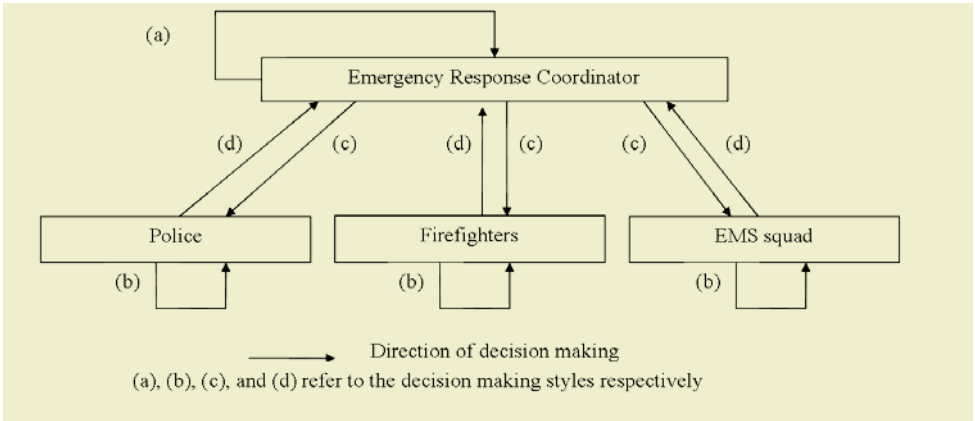 (a)
Emergency Response Coordinator
(d) (c) (d) (c) (c) (d)
Police Firefighters EMS squad
(b) (b) (b)
Direction of decision making
(a), (b), (c), and (d) refer to the decision making styles respectively